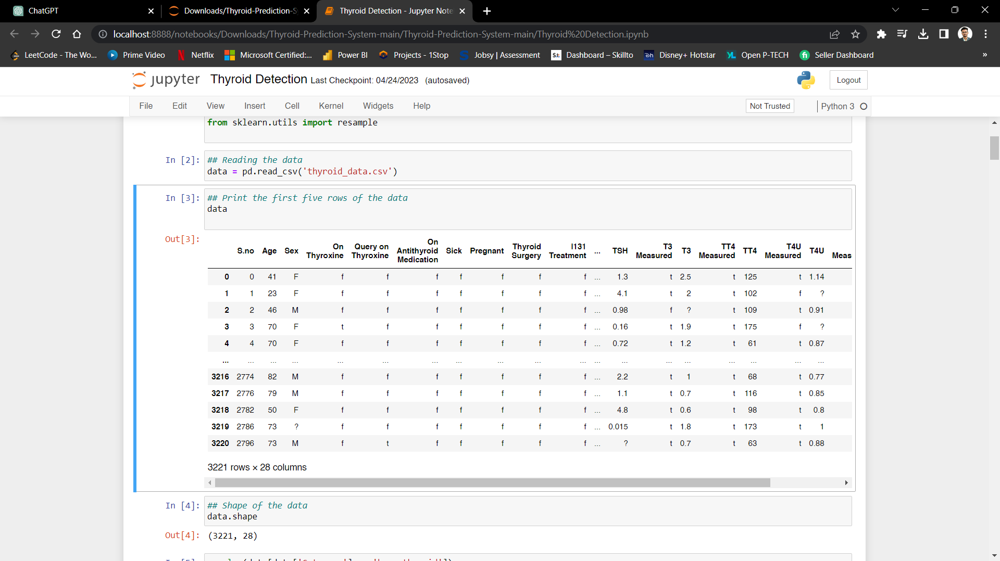 ChatGPT
Downloads/Thyroid-Prediction-S
Thyroid Detection - Jupyter Note
localhost:8888/notebooks/Downloads/Thyroid-Prediction-System-main/Thyroid-Prediction-System-main/Thyroid%20Detection.ipynb
LeetCode - The Wo... Prime Video Netflix Microsoft Certified:... Power BI Projects - 1Stop Jobsy | Assessment S.t Dashboard – Skillto Dh Disney+ Hotstar YL Open P-TECH fi Seller Dashboard »
jupyter Thyroid Detection Last Checkpoint: 04/24/2023 (autosaved) Logout
File Edit View Insert Cell Kernel Widgets Help Not Trusted Python 3
from sklearn.utils import resample
In [2]: ## Reading the data
data = pd.read_csv('thyroid_data.csv')
In [3]: ## Print the first five rows of the data
data
Out[3]:
S.no Age Sex On Thyroxine Query on Thyroxine On Antithyroid Medication Sick Pregnant Thyroid Surgery I131 Treatment ... TSH T3 Measured T3 TT4 Measured TT4 T4U Measured T4U Meas
0 0 41 F f f f f f f f ... 1.3 t 2.5 t 125 t 1.14
1 1 23 F f f f f f f f ... 4.1 t 2 t 102 f ?
2 2 46 M f f f f f f f ... 0.98 f ? t 109 t 0.91
3 3 70 F t f f f f f f ... 0.16 t 1.9 t 175 f ?
4 4 70 F f f f f f f f ... 0.72 t 1.2 t 61 t 0.87
... ... ... ... ... ... ... ... ... ... ... ... ... ... ... ... ... ... ...
3216 2774 82 M f f f f f f f ... 2.2 t 1 t 68 t 0.77
3217 2776 79 M f f f f f f f ... 1.1 t 0.7 t 116 t 0.85
3218 2782 50 F f f f f f f f ... 4.8 t 0.6 t 98 t 0.8
3219 2786 73 ? f f f f f f f ... 0.015 t 1.8 t 173 t 1
3220 2796 73 M f t f f f f f ... ? t 0.7 t 63 t 0.88
3221 rows × 28 columns
In [4]: ## Shape of the data
data.shape
Out[4]: (3221, 28)